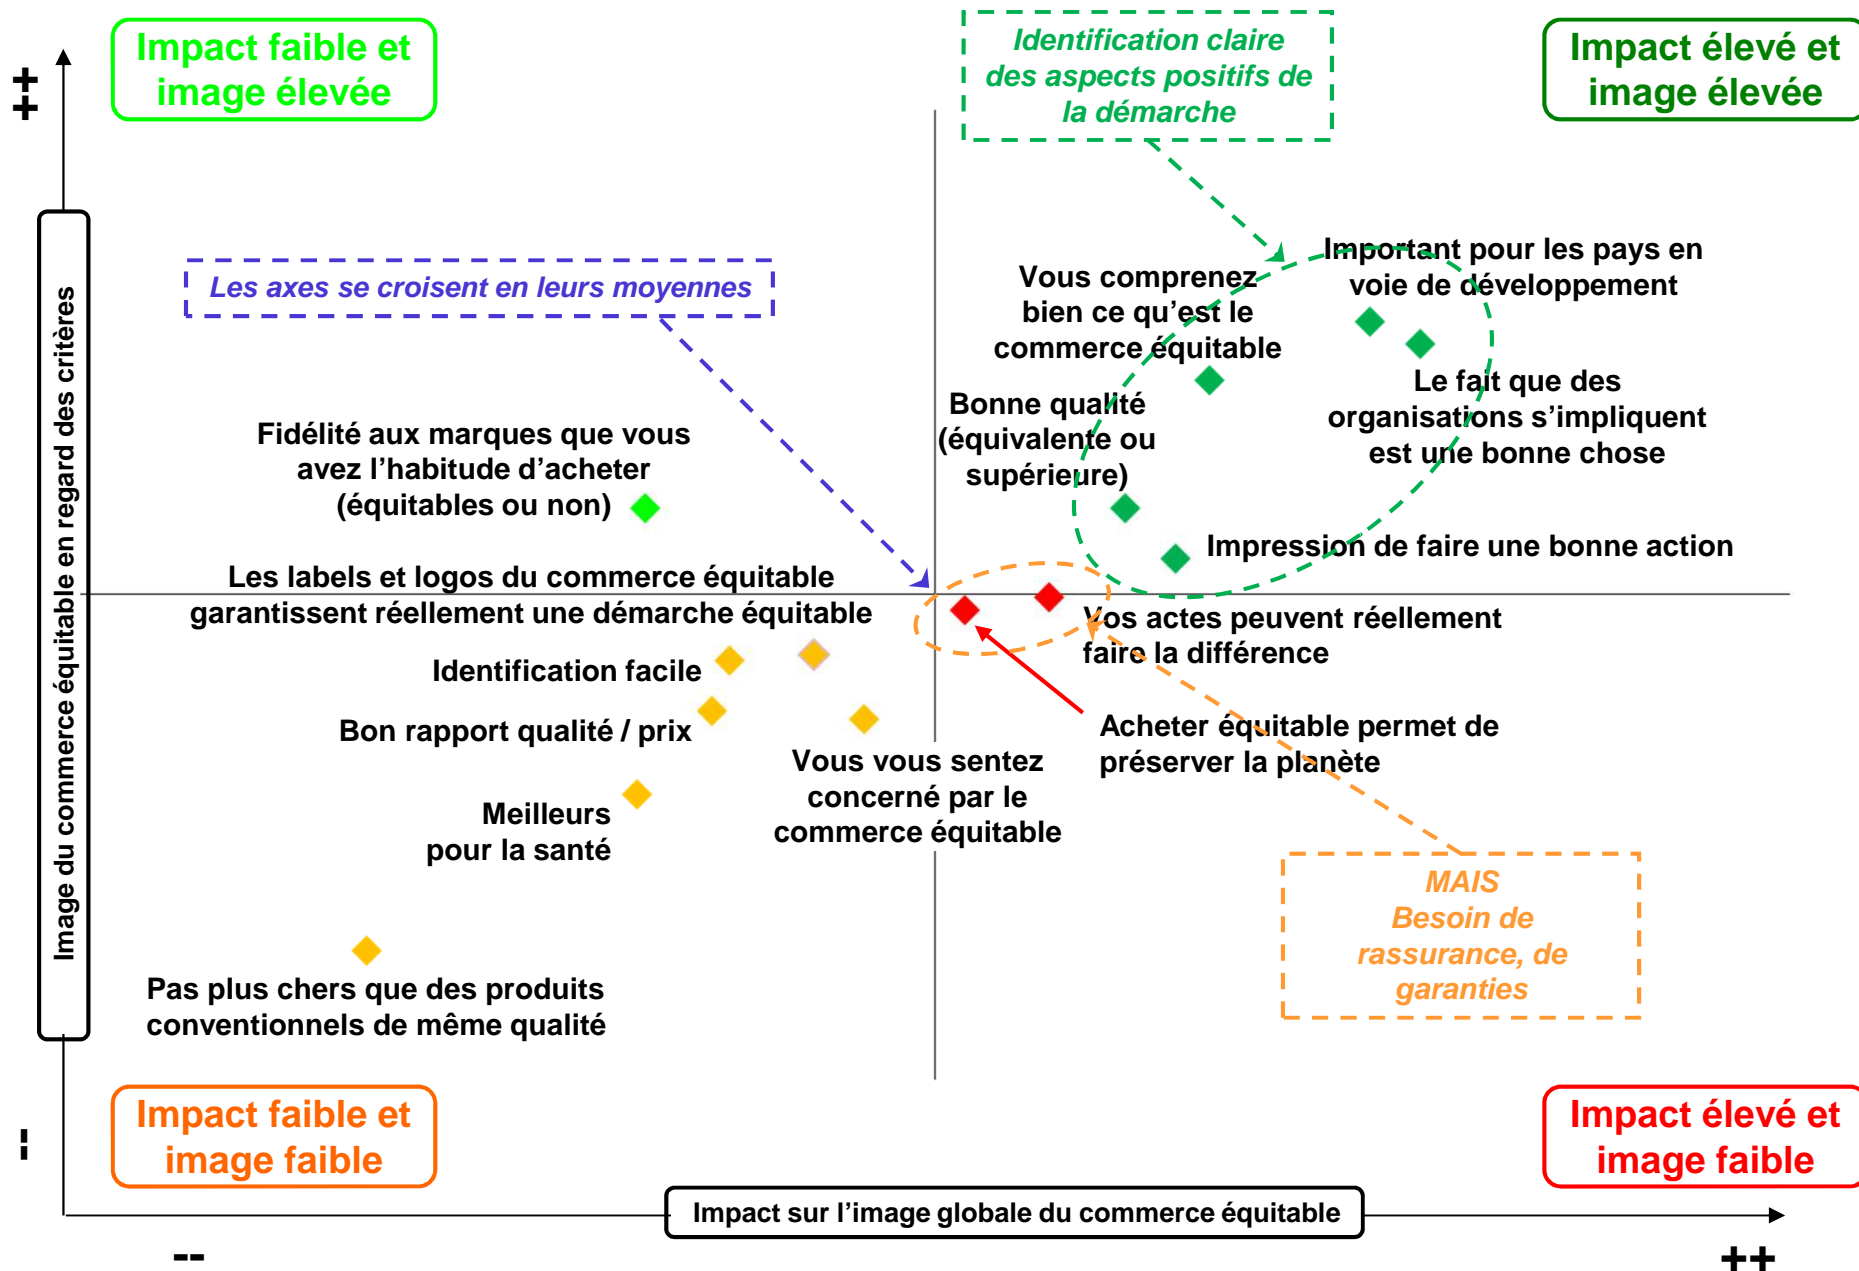 Impact faible et
image élevée
Identification claire
des aspects positifs de
la démarche
Impact élevé et
image élevée
++
Image du commerce équitable en regard des critères
Les axes se croisent en leurs moyennes
Important pour les pays en
voie de développement
Vous comprenez
bien ce qu’est le
commerce équitable
Le fait que des
organisations s’impliquent
est une bonne chose
Bonne qualité
(équivalente ou
supérieure)
Fidélité aux marques que vous
avez l’habitude d’acheter
(équitables ou non)
Impression de faire une bonne action
Les labels et logos du commerce équitable
garantissent réellement une démarche équitable
Vos actes peuvent réellement
faire la différence
Identification facile
Bon rapport qualité / prix
Acheter équitable permet de
préserver la planète
Vous vous sentez
concerné par le
commerce équitable
Meilleurs
pour la santé
MAIS
Besoin de
rassurance, de
garanties
Pas plus chers que des produits
conventionnels de même qualité
--
Impact faible et
image faible
Impact élevé et
image faible
Impact sur l’image globale du commerce équitable
--
++